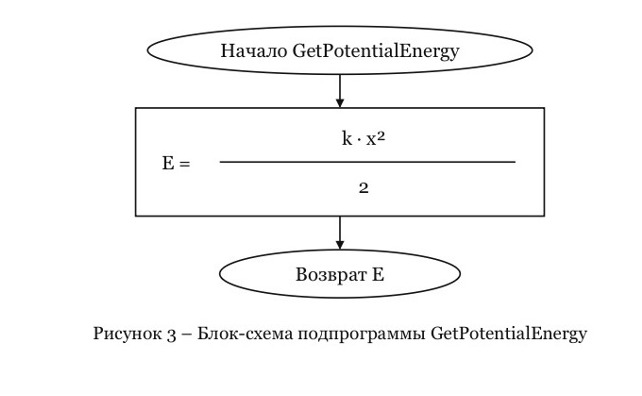 Начало GetPotentialEnergy
k · x²
E =
2
Возврат E
Рисунок 3 – Блок-схема подпрограммы GetPotentialEnergy